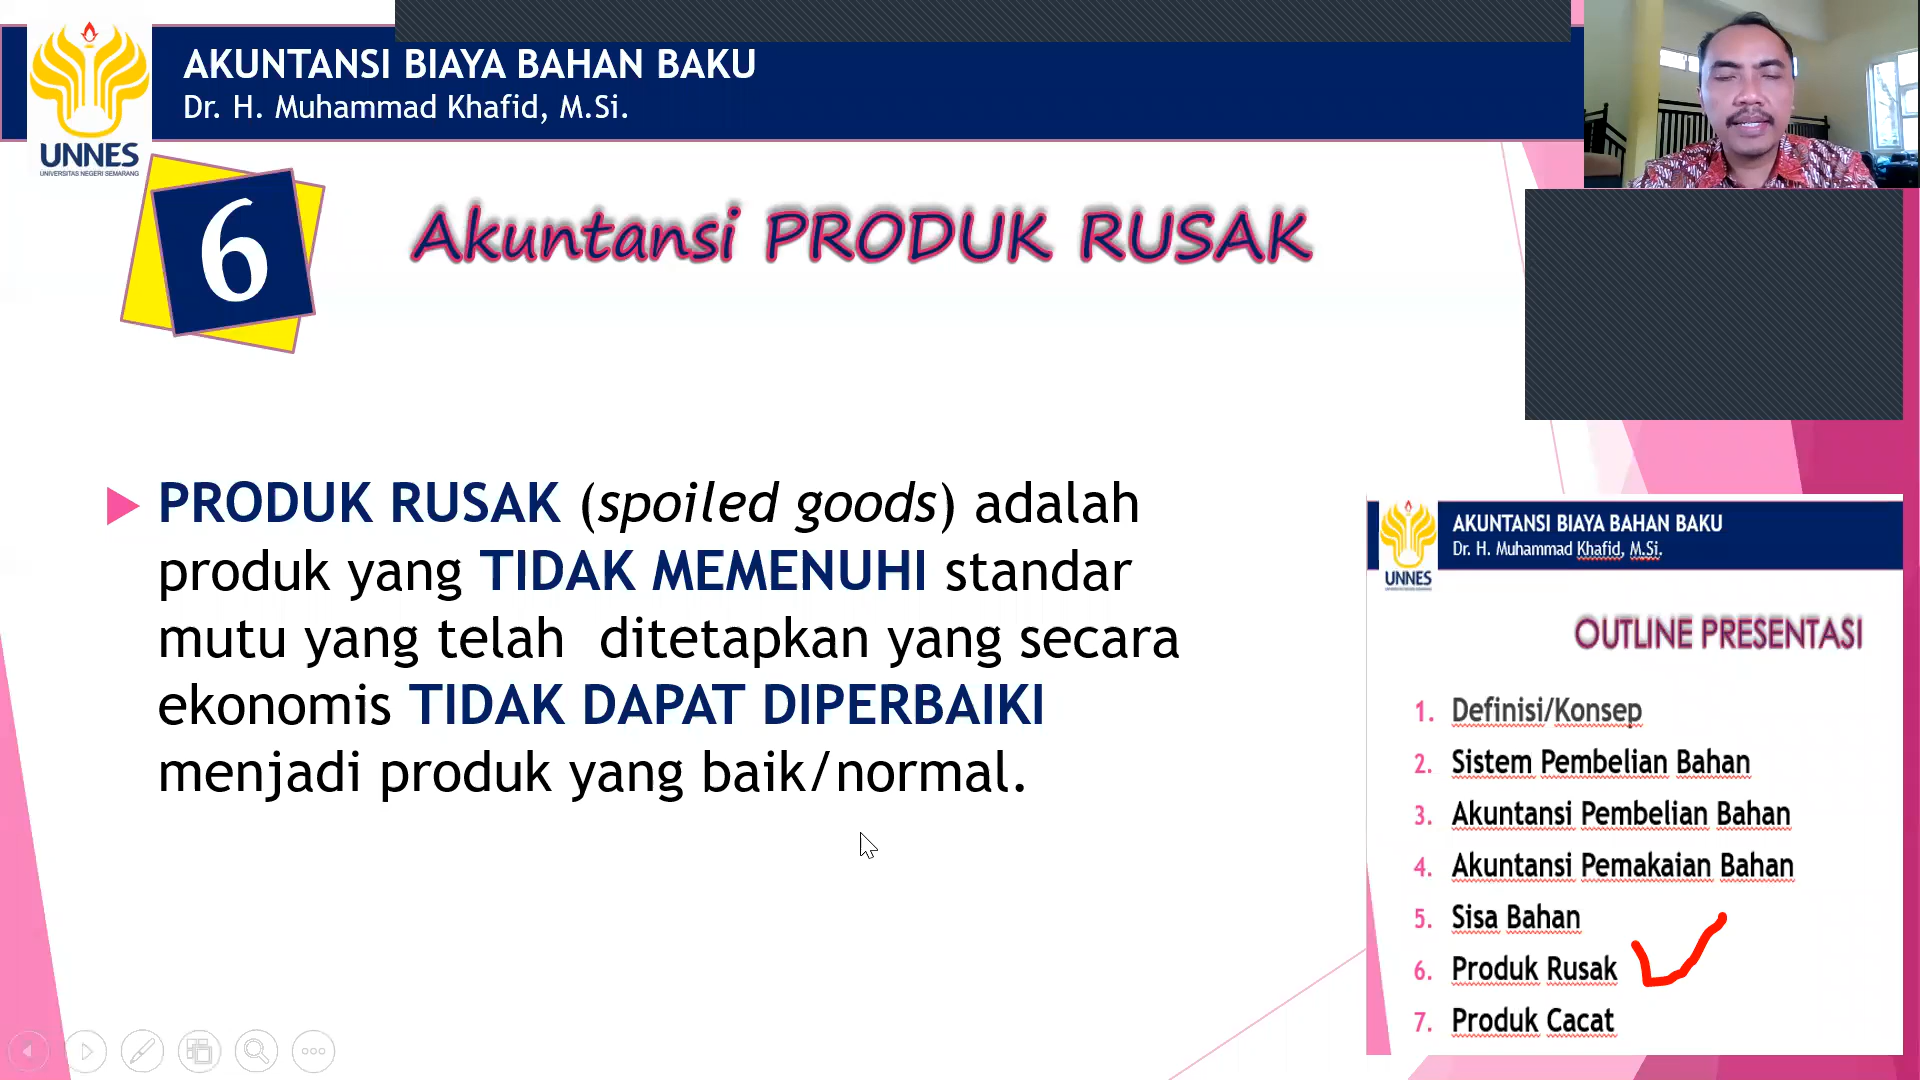 AKUNTANSI BIAYA BAHAN BAKU
Dr. H. Muhammad Khafid, M.Si.
UNNES
UNIVERSITAS NEGERI SEMARANG
6
Akuntansi PRODUK RUSAK
PRODUK RUSAK (spoiled goods) adalah
produk yang TIDAK MEMENUHI standar
mutu yang telah ditetapkan yang secara
ekonomis TIDAK DAPAT DIPERBAIKI
menjadi produk yang baik/normal.
AKUNTANSI BIAYA BAHAN BAKU
Dr. H. Muhammad Khafid, M.Si.
UNNES
OUTLINE PRESENTASI
1. Definisi/Konsep
2. Sistem Pembelian Bahan
3. Akuntansi Pembelian Bahan
4. Akuntansi Pemakaian Bahan
5. Sisa Bahan
6. Produk Rusak
7. Produk Cacat